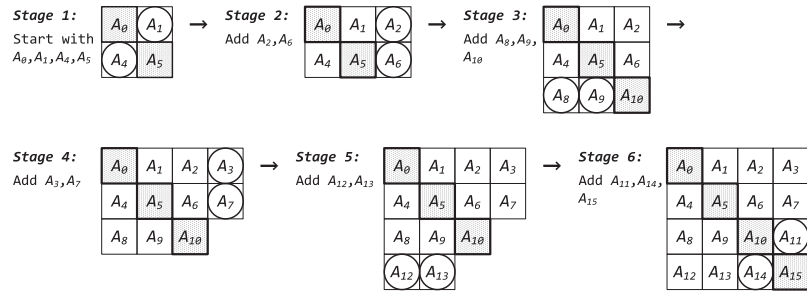 Stage 1:
Start with
A0,A1,A4,A5
A0 A1
A4 A5
→
Stage 2:
Add A2,A6
A0 A1 A2
A4 A5 A6
→
Stage 3:
Add A8,A9,
A10
A0 A1 A2
A4 A5 A6
A8 A9 A10
→
Stage 4:
Add A3,A7
A0 A1 A2 A3
A4 A5 A6 A7
A8 A9 A10
→
Stage 5:
Add A12,A13
A0 A1 A2 A3
A4 A5 A6 A7
A8 A9 A10
A12 A13
→
Stage 6:
Add A11,A14,
A15
A0 A1 A2 A3
A4 A5 A6 A7
A8 A9 A10 A11
A12 A13 A14 A15